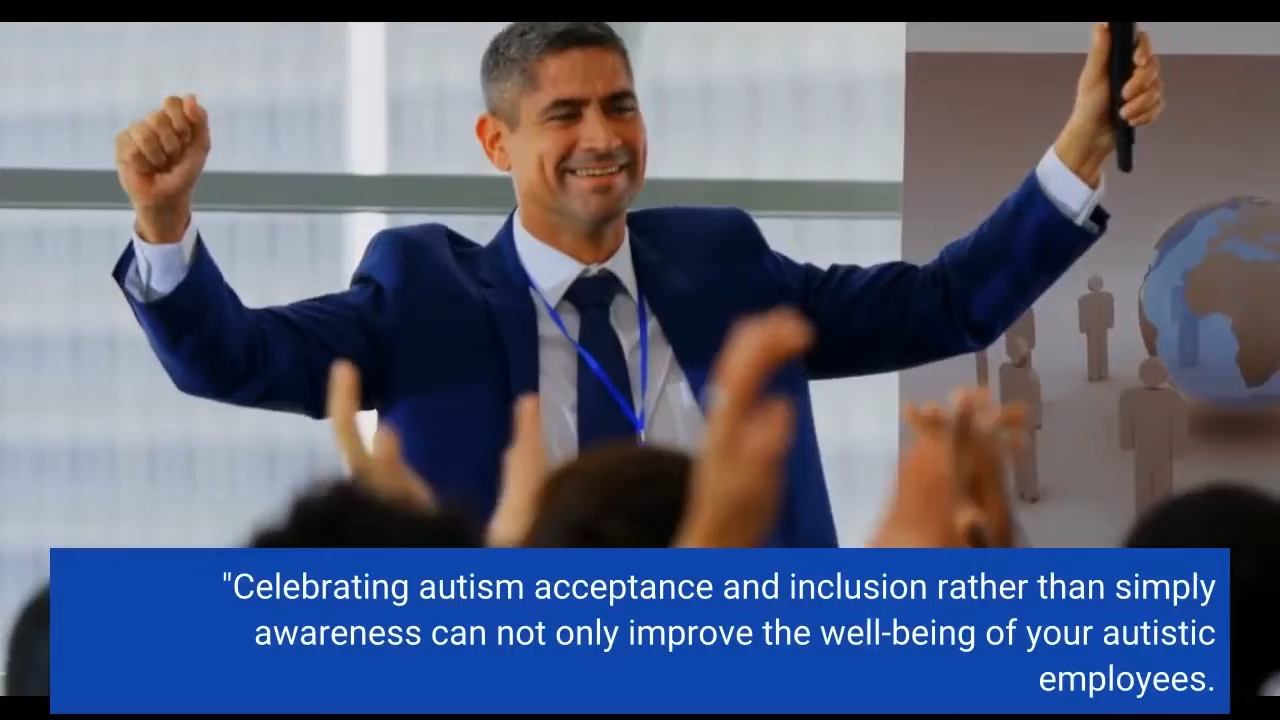 "Celebrating autism acceptance and inclusion rather than simply
awareness can not only improve the well-being of your autistic
employees.